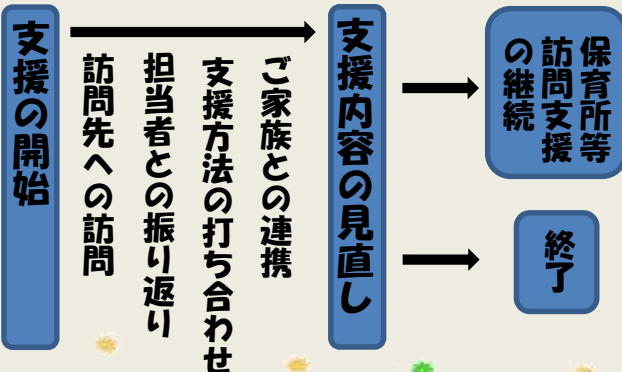 支援の開始
訪問先への訪問
担当者との振り返り
支援方法の打ち合わせ
ご家族との連携
支援内容の見直し
保育所等
訪問支援
の継続
終了